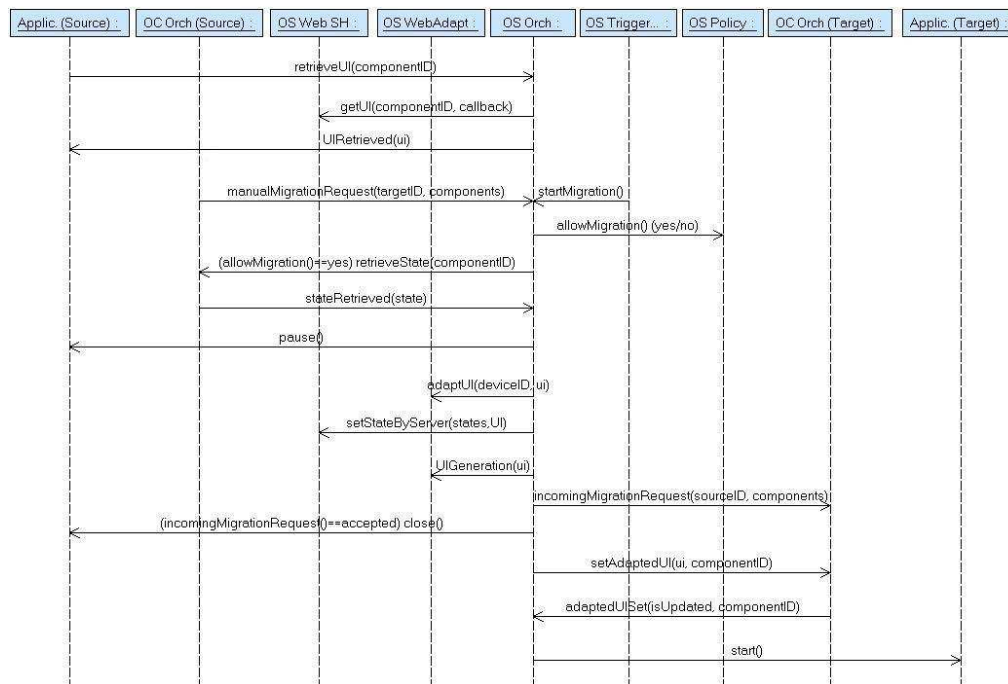 Applic. (Source) :
OC Orch (Source) :
OS Web SH :
OS WebAdapt :
OS Orch :
OS Trigger... :
OS Policy :
OC Orch (Target) :
Applic. (Target) :
retrieveUI(componentID)
getUI(componentID, callback)
UIRetrieved(ui)
manualMigrationRequest(targetID, components)
startMigration()
allowMigration() (yes/no)
(allowMigration()==yes) retrieveState(componentID)
stateRetrieved(state)
pause()
adaptUI(deviceID, ui)
setStateByServer(states,UI)
UIGeneration(ui)
incomingMigrationRequest(sourceID, components)
(incomingMigrationRequest()==accepted) close()
setAdaptedUI(ui, componentID)
adaptedUISet(isUpdated, componentID)
start()